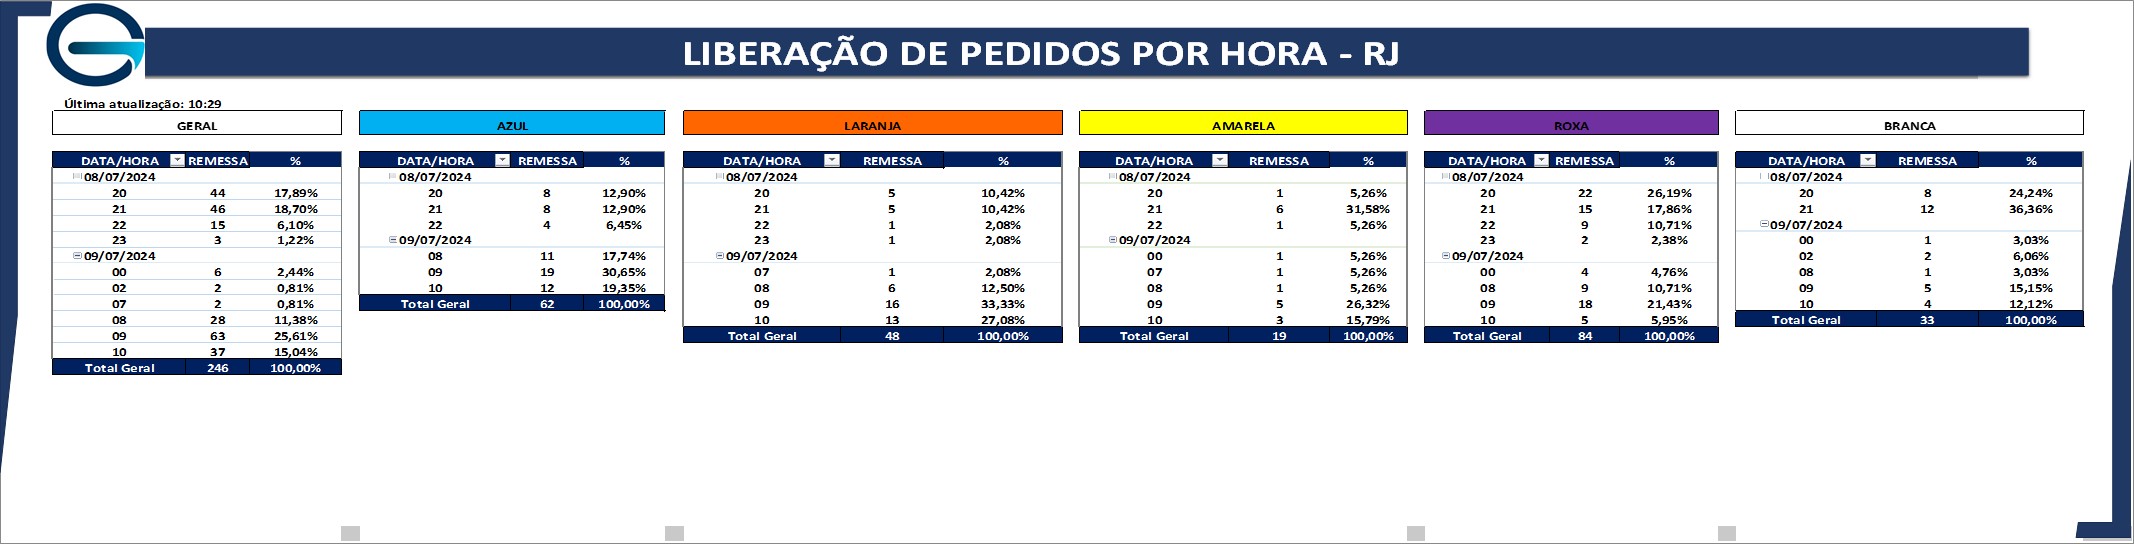 LIBERAÇÃO DE PEDIDOS POR HORA - RJ
Última atualização: 10:29
GERAL
DATA/HORA REMESSA %
08/07/2024
20 44 17,89%
21 46 18,70%
22 15 6,10%
23 3 1,22%
09/07/2024
00 6 2,44%
02 2 0,81%
07 2 0,81%
08 28 11,38%
09 63 25,61%
10 37 15,04%
Total Geral 246 100,00%
AZUL
DATA/HORA REMESSA %
08/07/2024
20 8 12,90%
21 8 12,90%
22 4 6,45%
09/07/2024
08 11 17,74%
09 19 30,65%
10 12 19,35%
Total Geral 62 100,00%
LARANJA
DATA/HORA REMESSA %
08/07/2024
20 5 10,42%
21 5 10,42%
22 1 2,08%
23 1 2,08%
09/07/2024
07 1 2,08%
08 6 12,50%
09 16 33,33%
10 13 27,08%
Total Geral 48 100,00%
AMARELA
DATA/HORA REMESSA %
08/07/2024
20 1 5,26%
21 6 31,58%
22 1 5,26%
09/07/2024
00 1 5,26%
07 1 5,26%
08 1 5,26%
09 5 26,32%
10 3 15,79%
Total Geral 19 100,00%
ROXA
DATA/HORA REMESSA %
08/07/2024
20 22 26,19%
21 15 17,86%
22 9 10,71%
23 2 2,38%
09/07/2024
00 4 4,76%
08 9 10,71%
09 18 21,43%
10 5 5,95%
Total Geral 84 100,00%
BRANCA
DATA/HORA REMESSA %
08/07/2024
20 8 24,24%
21 12 36,36%
09/07/2024
00 1 3,03%
02 2 6,06%
08 1 3,03%
09 5 15,15%
10 4 12,12%
Total Geral 33 100,00%